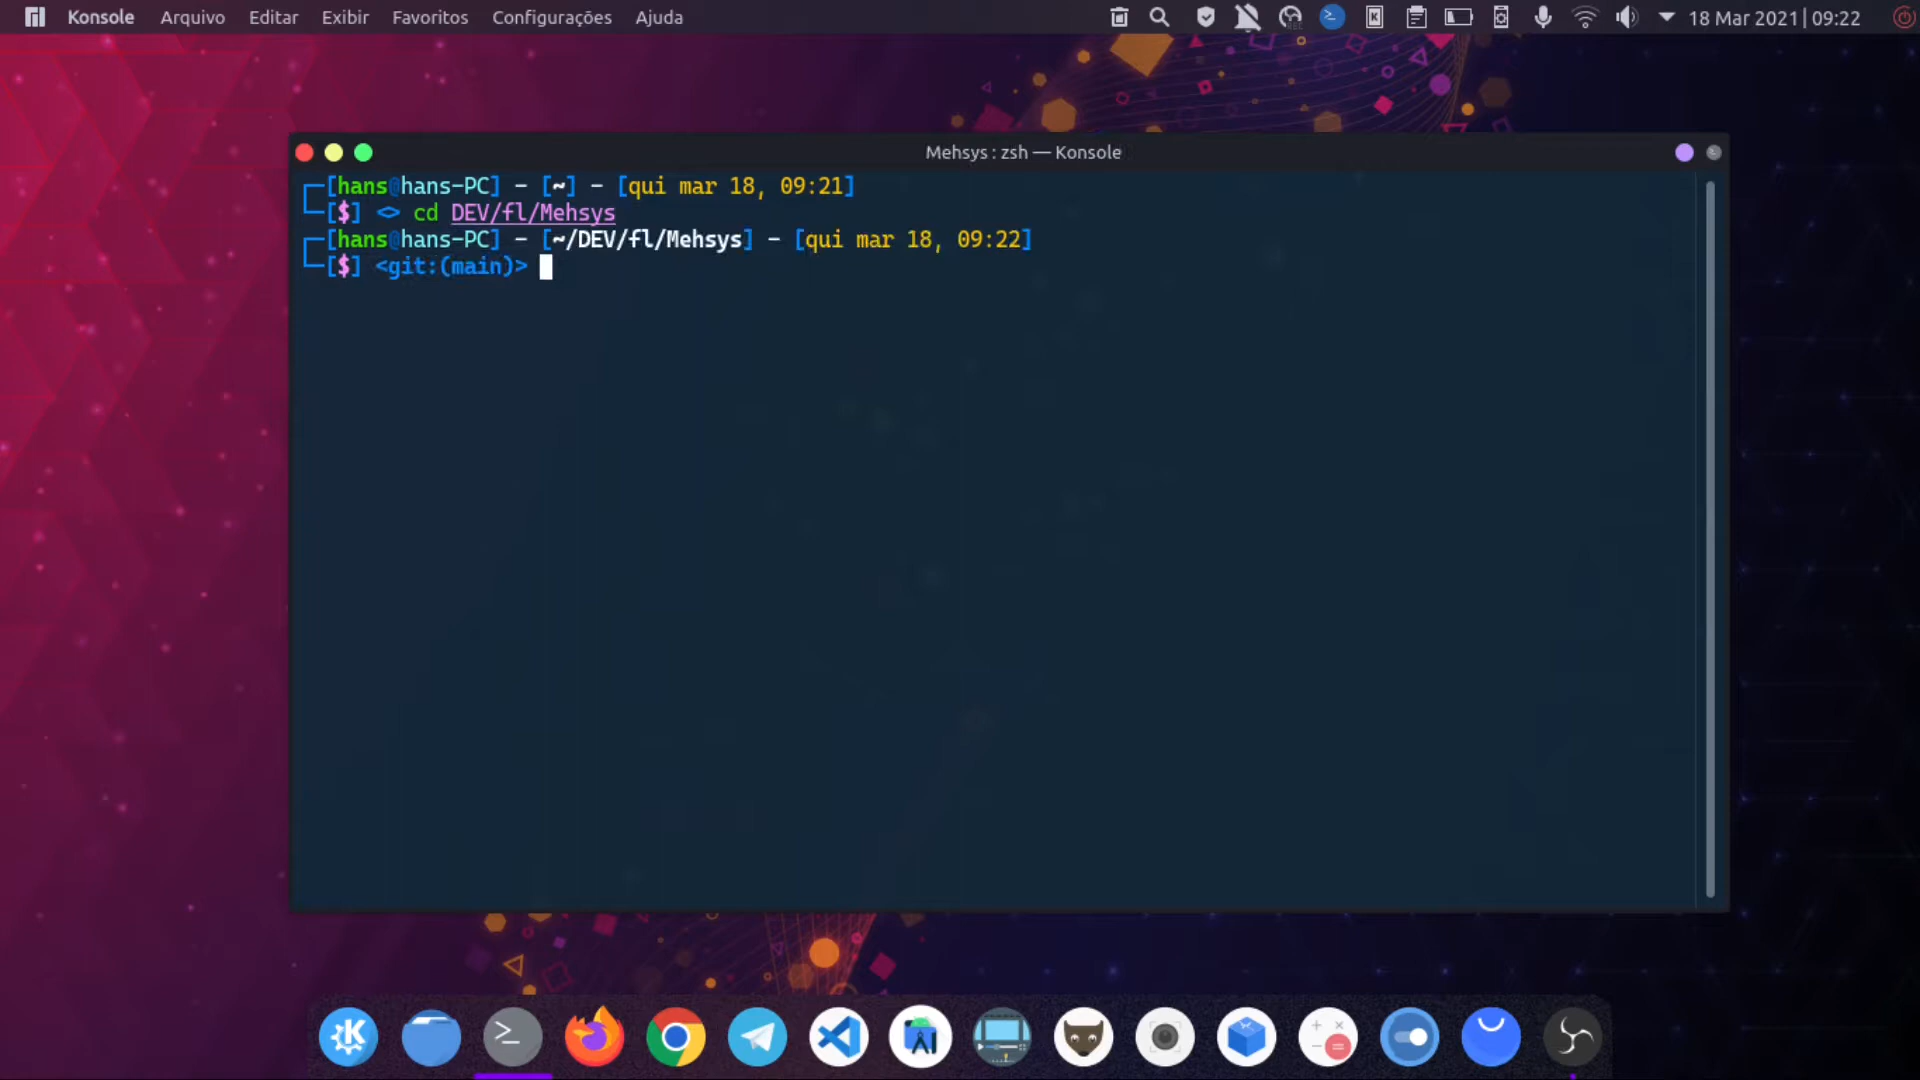 Konsole Arquivo Editar Exibir Favoritos Configurações Ajuda 18 Mar 2021| 09:22
Mehsys : zsh — Konsole
[hans@hans-PC] - [~] - [qui mar 18, 09:21]
[$] <> cd DEV/fl/Mehsys
[hans@hans-PC] - [~/DEV/fl/Mehsys] - [qui mar 18, 09:22]
[$] <git:(main)>